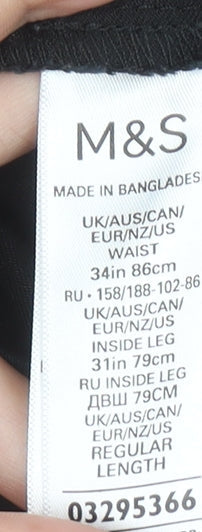 M&S
MADE IN BANGLADES
UK/AUS/CAN/
EUR/NZ/US
WAIST
34in 86cm
RU • 158/188-102-86
UK/AUS/CAN/
EUR/NZ/US
INSIDE LEG
31in 79cm
RU INSIDE LEG
ДВШ 79СМ
UK/AUS/CAN/
EUR/NZ/US
REGULAR
LENGTH
03295366